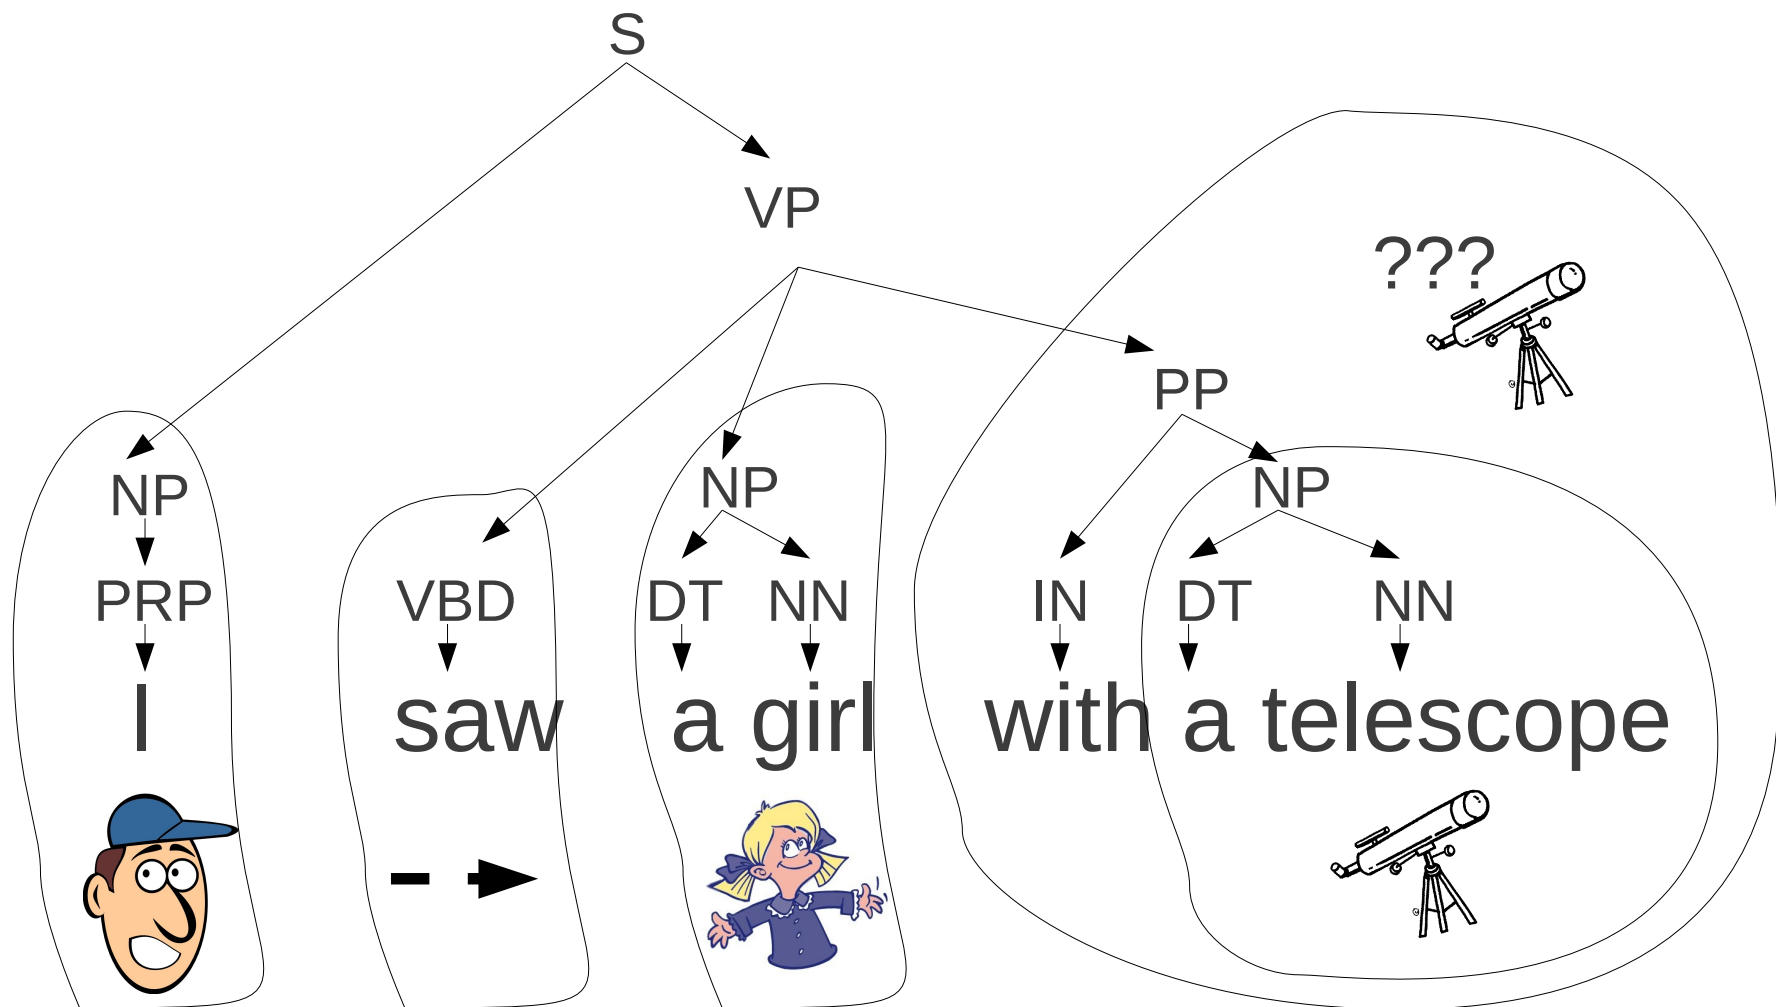 S
VP
???
PP
NP NP NP
PRP VBD DT NN IN DT NN
I saw a girl with a telescope